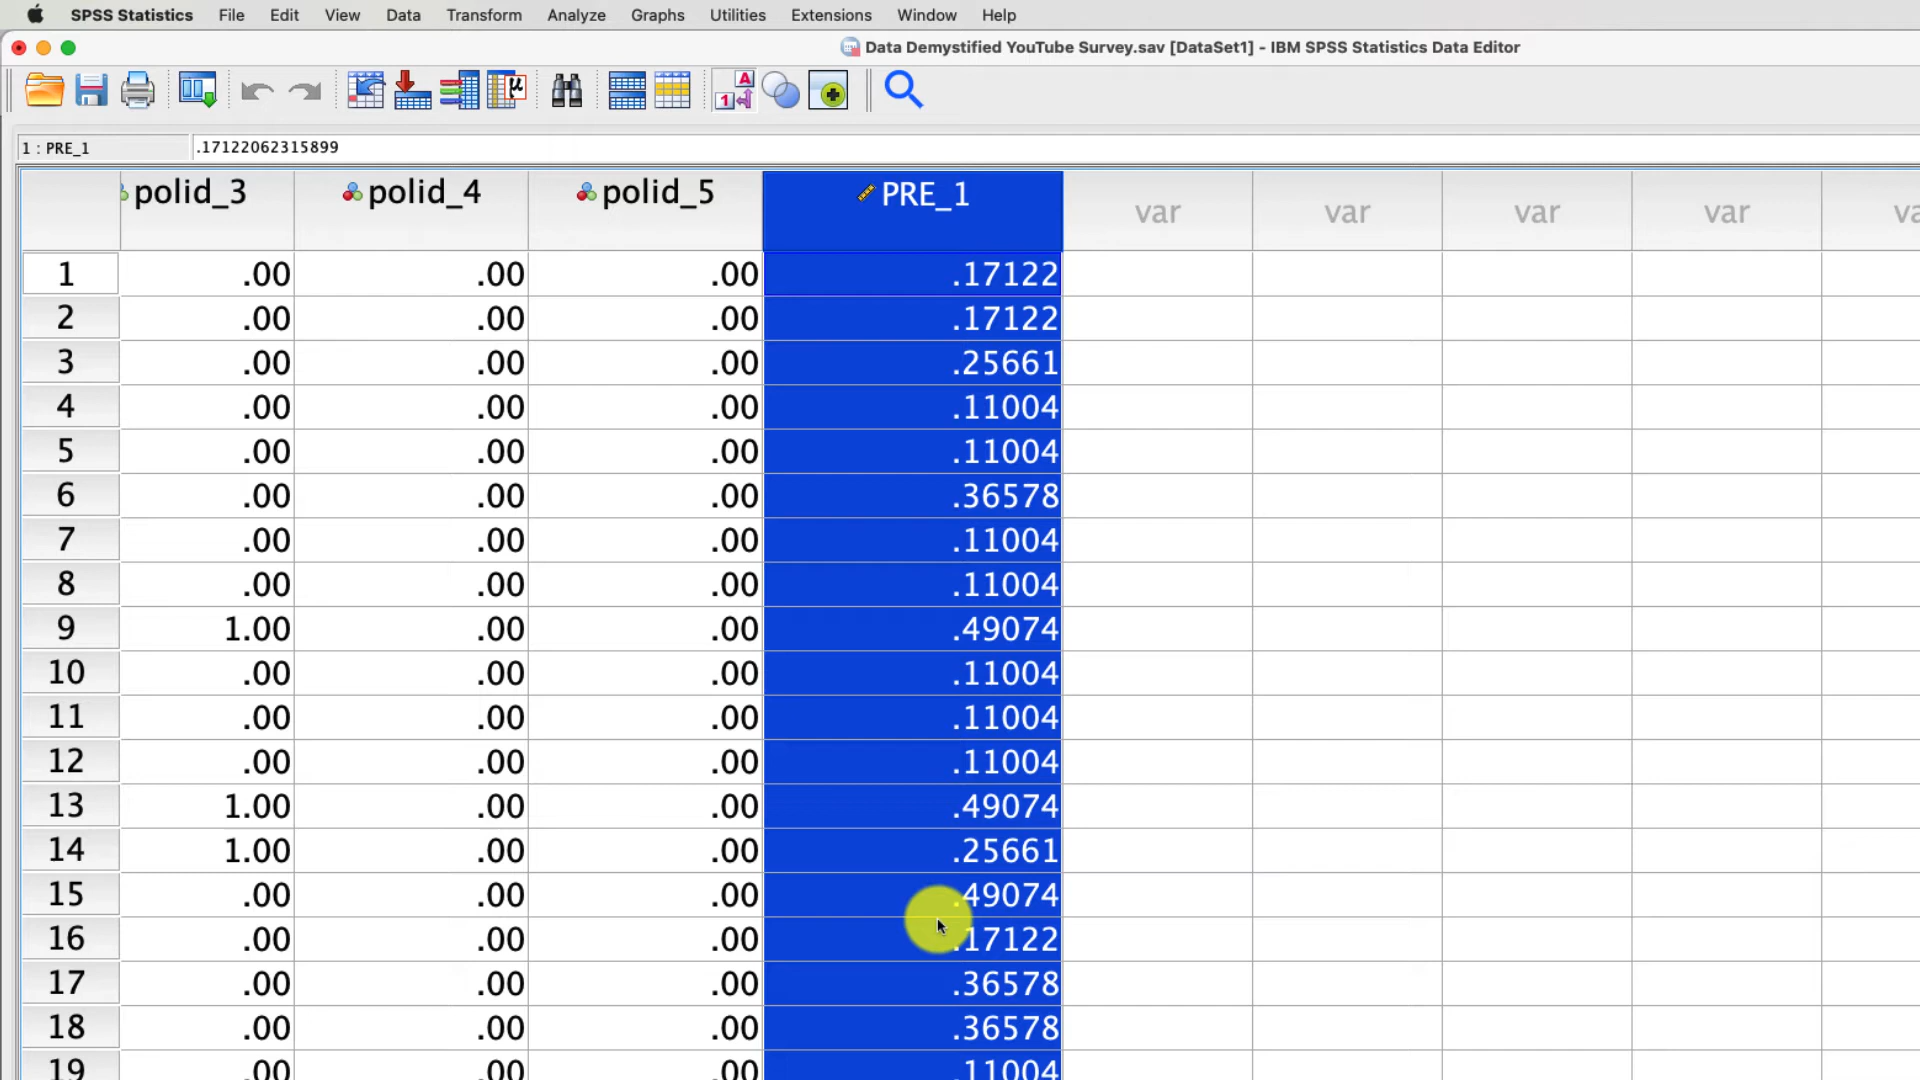 SPSS Statistics File Edit View Data Transform Analyze Graphs Utilities Extensions Window Help
Data Demystified YouTube Survey.sav [DataSet1] - IBM SPSS Statistics Data Editor
1 : PRE_1 .17122062315899
polid_3 polid_4 polid_5 PRE_1 var var var var va
1 .00 .00 .00 .17122
2 .00 .00 .00 .17122
3 .00 .00 .00 .25661
4 .00 .00 .00 .11004
5 .00 .00 .00 .11004
6 .00 .00 .00 .36578
7 .00 .00 .00 .11004
8 .00 .00 .00 .11004
9 1.00 .00 .00 .49074
10 .00 .00 .00 .11004
11 .00 .00 .00 .11004
12 .00 .00 .00 .11004
13 1.00 .00 .00 .49074
14 1.00 .00 .00 .25661
15 .00 .00 .00 .49074
16 .00 .00 .00 .17122
17 .00 .00 .00 .36578
18 .00 .00 .00 .36578
19 .00 .00 .00 .11004